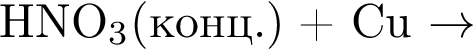 HNO₃(конц.) + Cu →